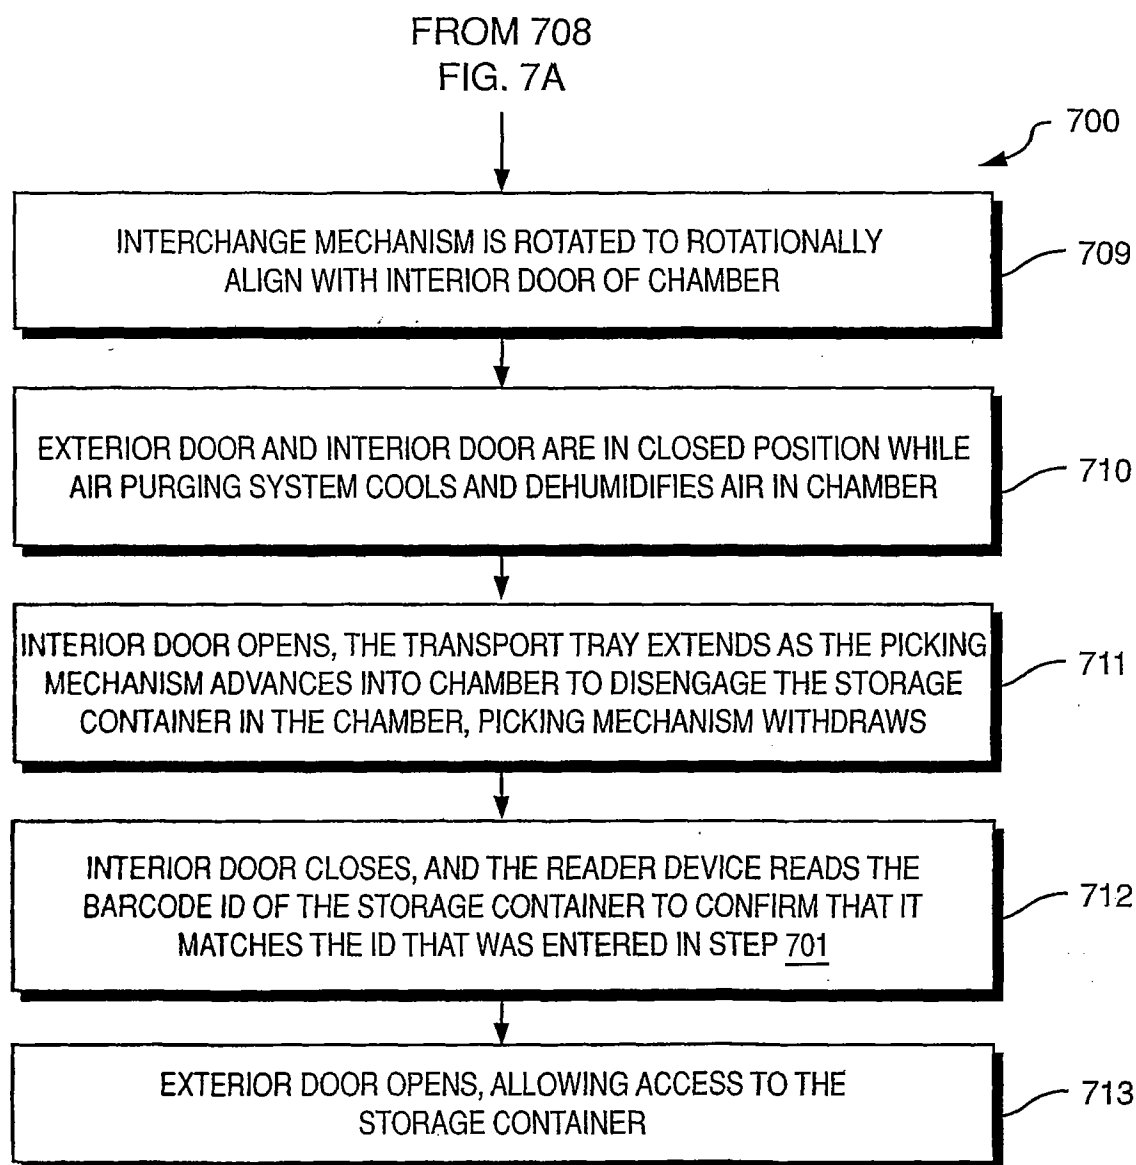 FROM 708
FIG. 7A
700
INTERCHANGE MECHANISM IS ROTATED TO ROTATIONALLY
ALIGN WITH INTERIOR DOOR OF CHAMBER
709
EXTERIOR DOOR AND INTERIOR DOOR ARE IN CLOSED POSITION WHILE
AIR PURGING SYSTEM COOLS AND DEHUMIDIFIES AIR IN CHAMBER
710
INTERIOR DOOR OPENS, THE TRANSPORT TRAY EXTENDS AS THE PICKING
MECHANISM ADVANCES INTO CHAMBER TO DISENGAGE THE STORAGE
CONTAINER IN THE CHAMBER, PICKING MECHANISM WITHDRAWS
711
INTERIOR DOOR CLOSES, AND THE READER DEVICE READS THE
BARCODE ID OF THE STORAGE CONTAINER TO CONFIRM THAT IT
MATCHES THE ID THAT WAS ENTERED IN STEP 701
712
EXTERIOR DOOR OPENS, ALLOWING ACCESS TO THE
STORAGE CONTAINER
713